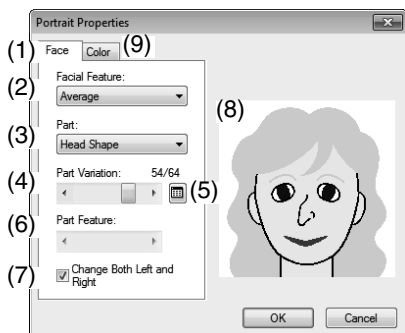 Portrait Properties
(1) Face Color (9)
(2) Facial Feature:
Average
(3) Part:
Head Shape
(4) Part Variation: 54/64
(5)
(6) Part Feature:
(7) Change Both Left and
Right
(8)
OK Cancel